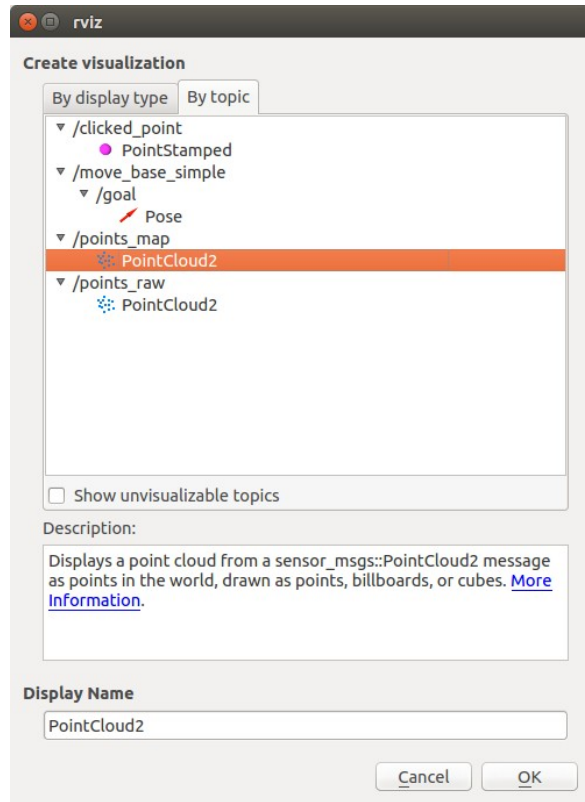 rviz
Create visualization
By display type By topic
/clicked_point
PointStamped
/move_base_simple
/goal
Pose
/points_map
PointCloud2
/points_raw
PointCloud2
Show unvisualizable topics
Description:
Displays a point cloud from a sensor_msgs::PointCloud2 message
as points in the world, drawn as points, billboards, or cubes. More
Information.
Display Name
PointCloud2
Cancel OK